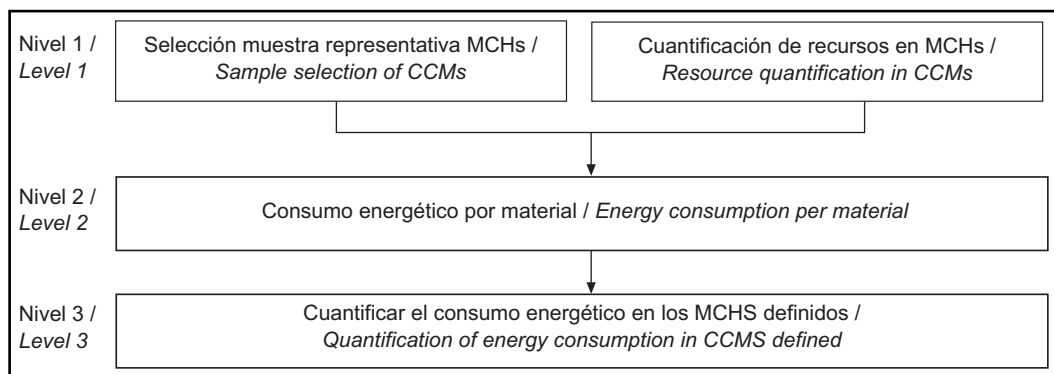 Nivel 1 /
Level 1
Selección muestra representativa MCHs /
Sample selection of CCMs
Cuantificación de recursos en MCHs /
Resource quantification in CCMs
Nivel 2 /
Level 2
Consumo energético por material / Energy consumption per material
Nivel 3 /
Level 3
Cuantificar el consumo energético en los MCHS definidos /
Quantification of energy consumption in CCMS defined